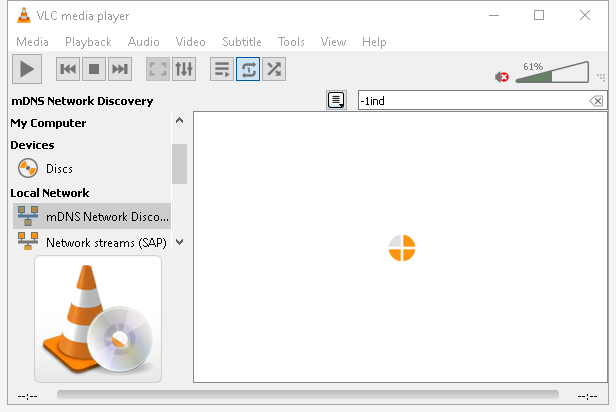 VLC media player
Media Playback Audio Video Subtitle Tools View Help
61%
mDNS Network Discovery
-1ind
My Computer
Devices
Discs
Local Network
mDNS Network Disco...
Network streams (SAP)
--:-- --:--